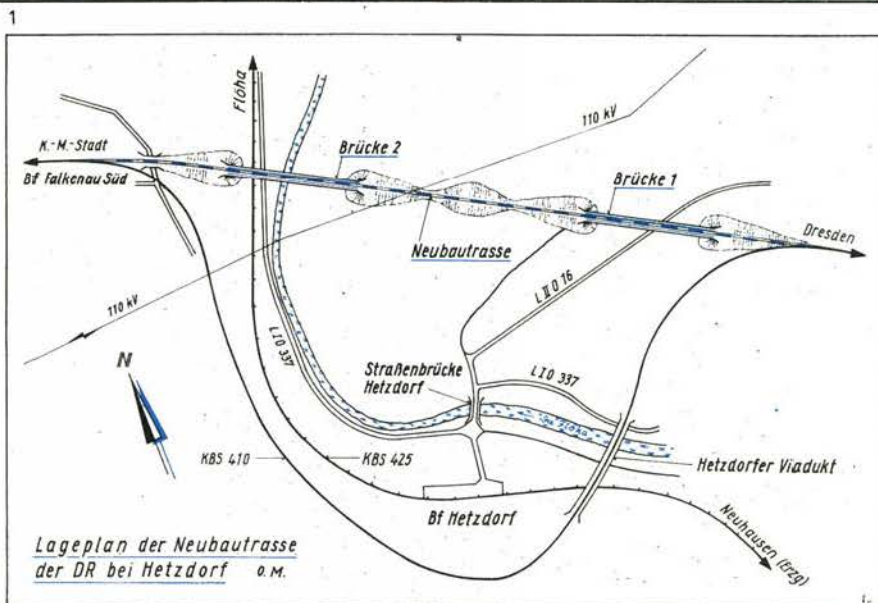 1
Flöha
110 kV
K.-M.-Stadt
Brücke 2
Bf Falkenau Süd
Brücke 1
Neubautrasse
Dresden
110 kV
L II O 16
L I O 337
N
Straßenbrücke
Hetzdorf
L I O 337
die Flöha
KBS 410
KBS 425
Hetzdorfer Viadukt
Bf Hetzdorf
Neuhausen (Erzg)
Lageplan der Neubautrasse
der DR bei Hetzdorf o.M.